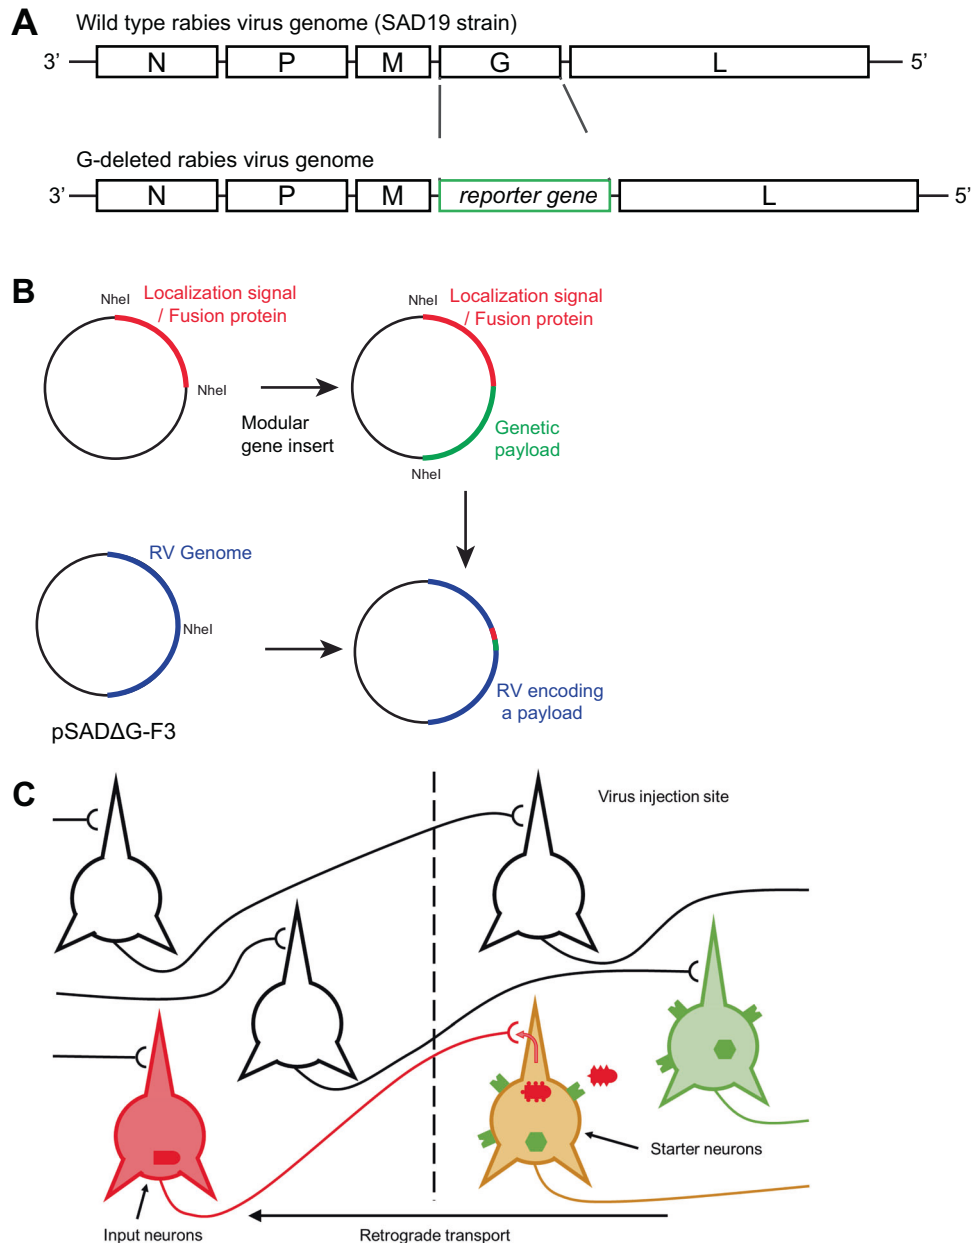 A
Wild type rabies virus genome (SAD19 strain)
3’ N P M G L 5’
G-deleted rabies virus genome
3’ N P M reporter gene L 5’
B
NheI
Localization signal
/ Fusion protein
NheI
Modular
gene insert
NheI
Localization signal
/ Fusion protein
Genetic
payload
NheI
RV Genome
NheI
pSADΔG-F3
RV encoding
a payload
C
Virus injection site
Starter neurons
Input neurons
Retrograde transport